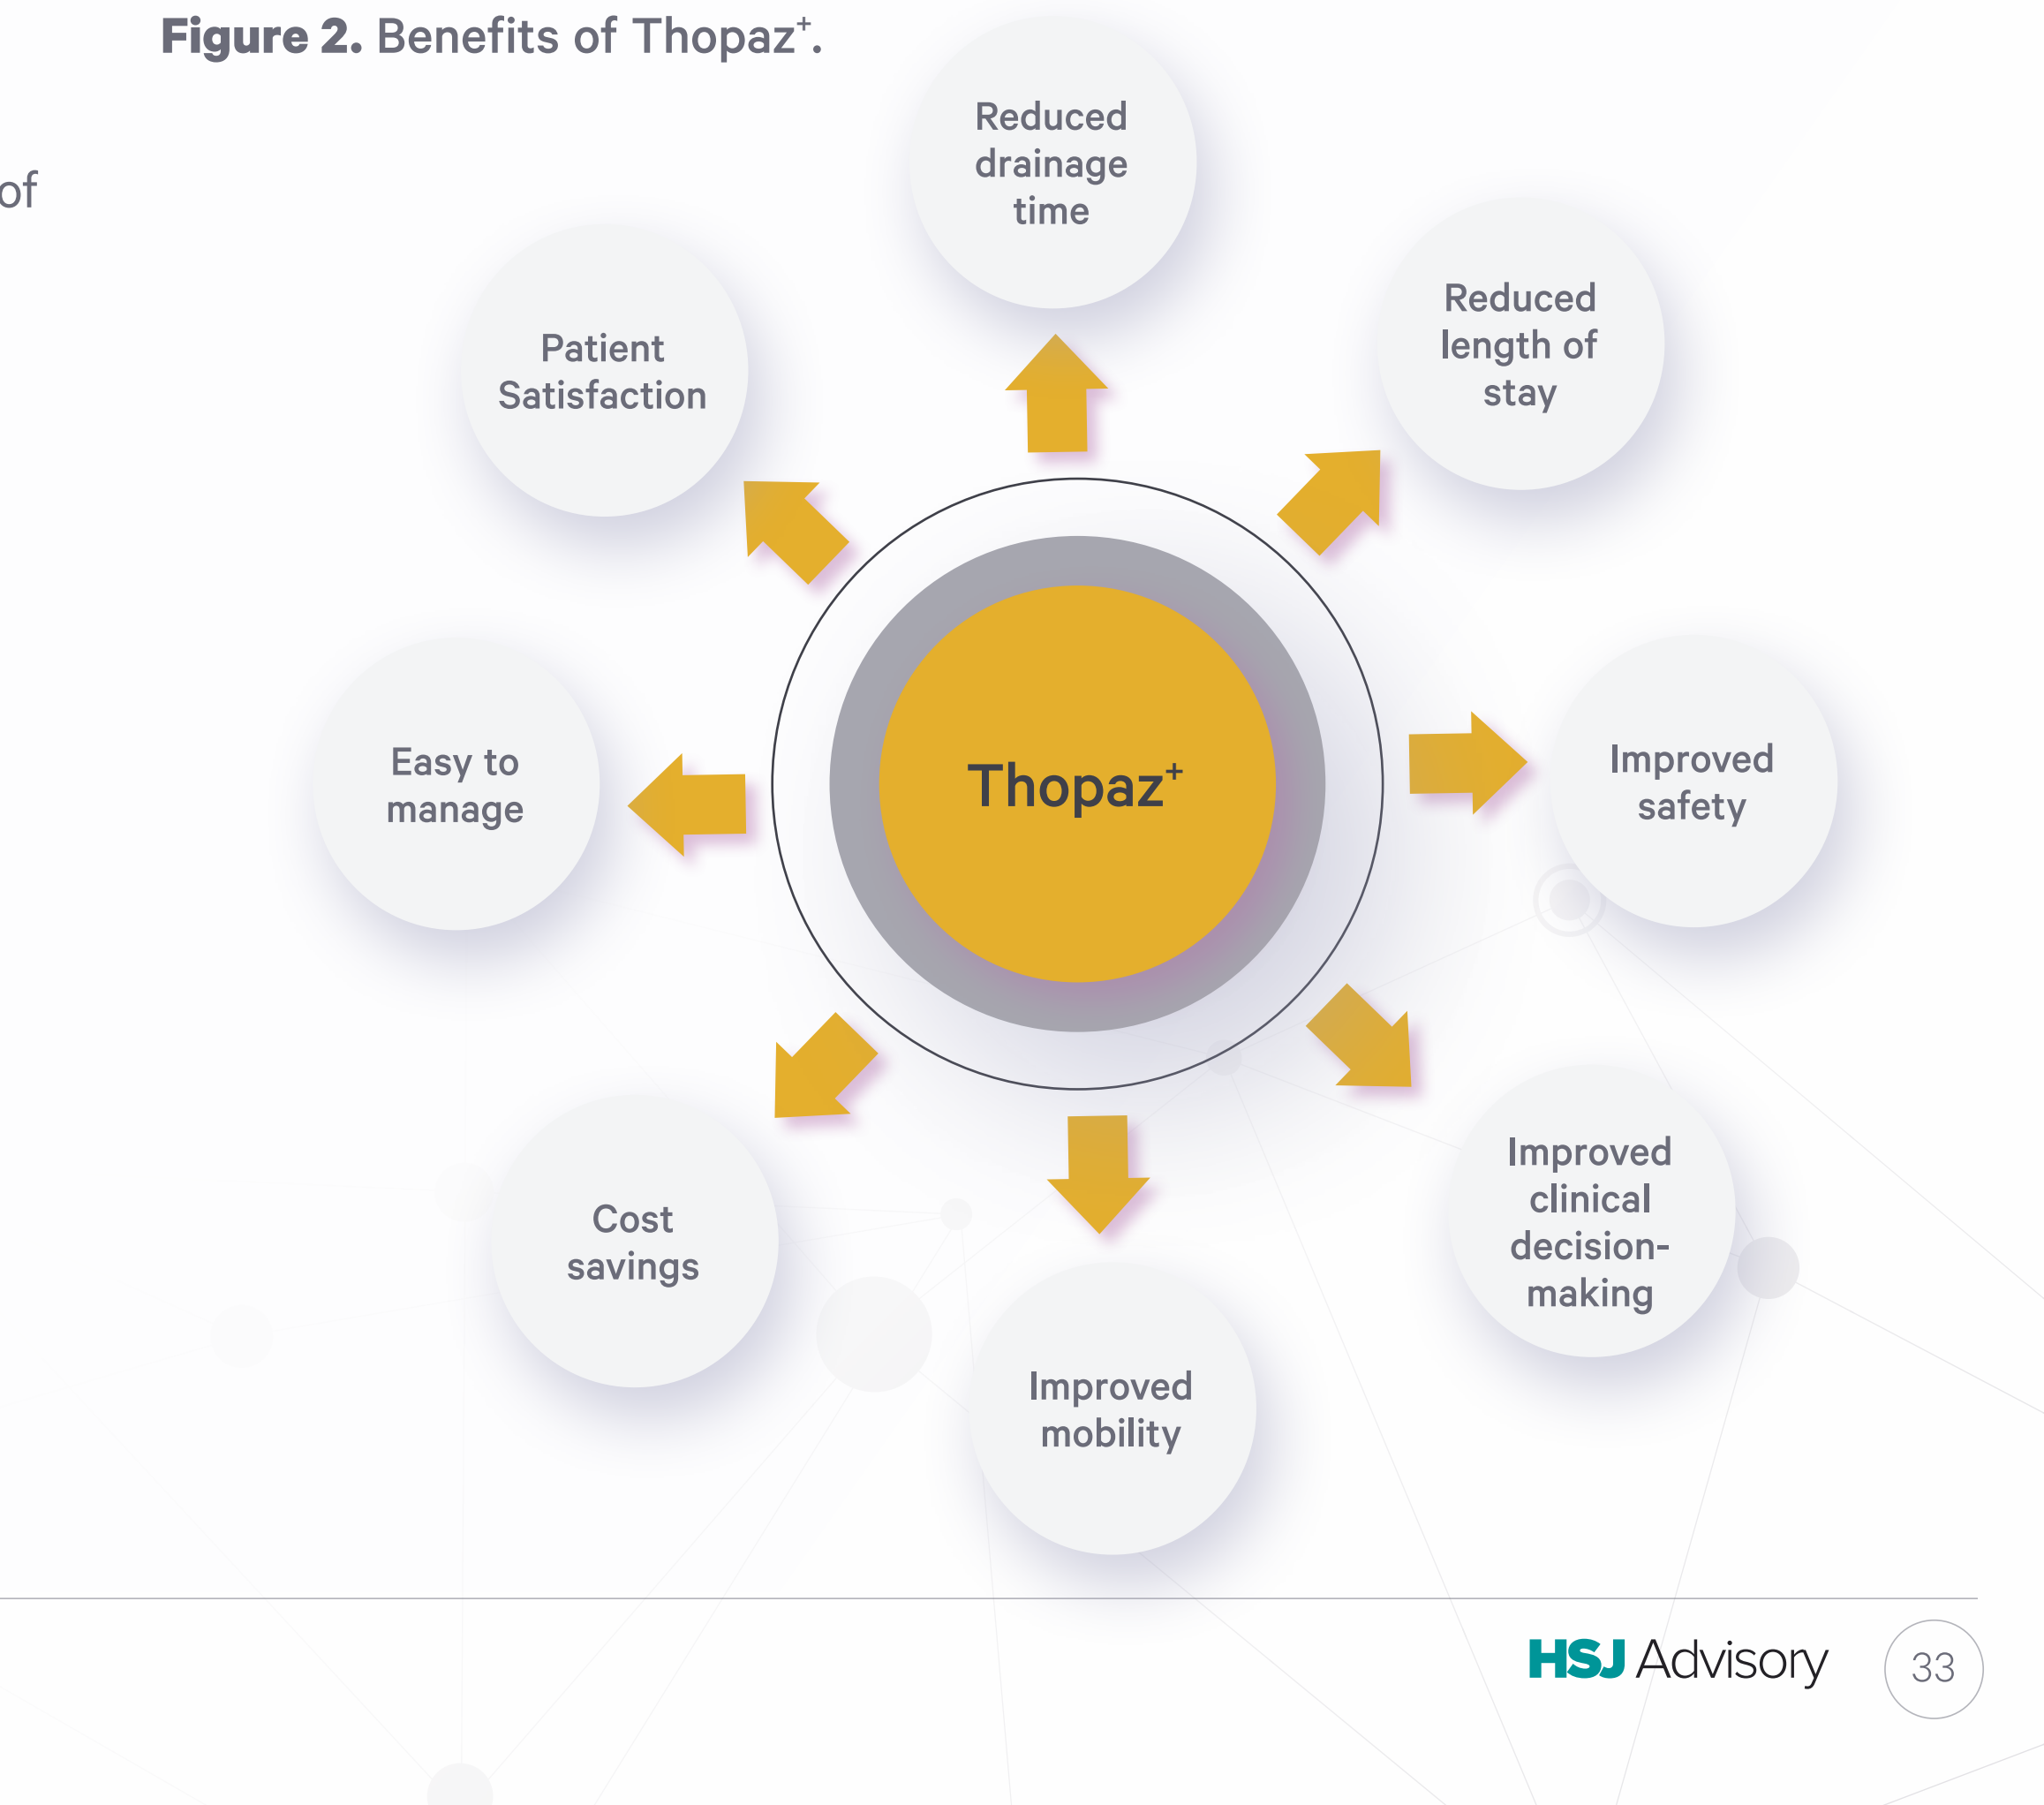 Figure 2. Benefits of Thopaz⁺.
of
Reduced
drainage
time
Reduced
length of
stay
Patient
Satisfaction
Easy to
manage
Thopaz⁺
Improved
safety
Improved
clinical
decision-
making
Cost
savings
Improved
mobility
HSJ Advisory
33